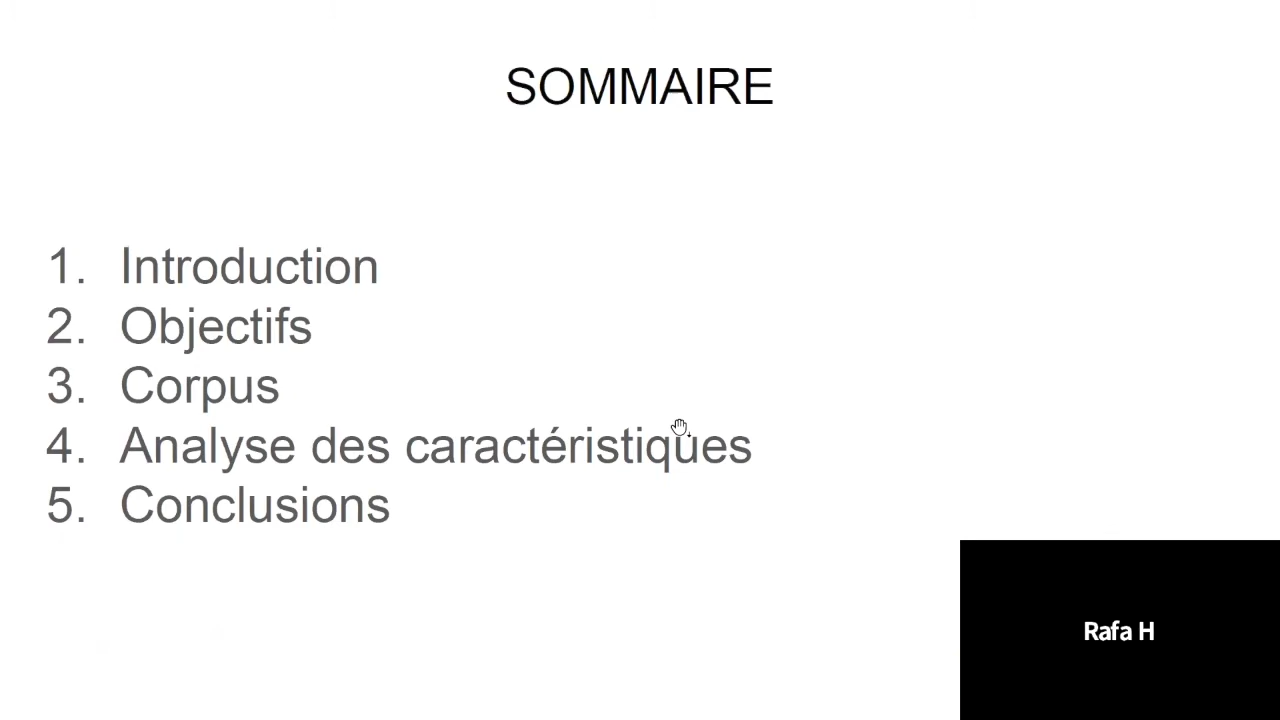 SOMMAIRE
1. Introduction
2. Objectifs
3. Corpus
4. Analyse des caractéristiques
5. Conclusions
Rafa H